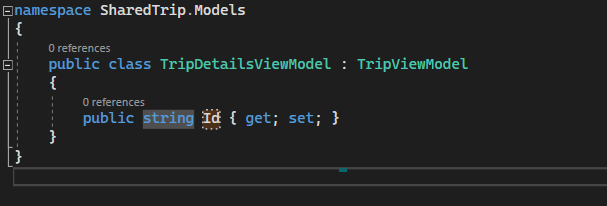 namespace SharedTrip.Models
{
0 references
public class TripDetailsViewModel : TripViewModel
{
0 references
public string Id { get; set; }
}
}